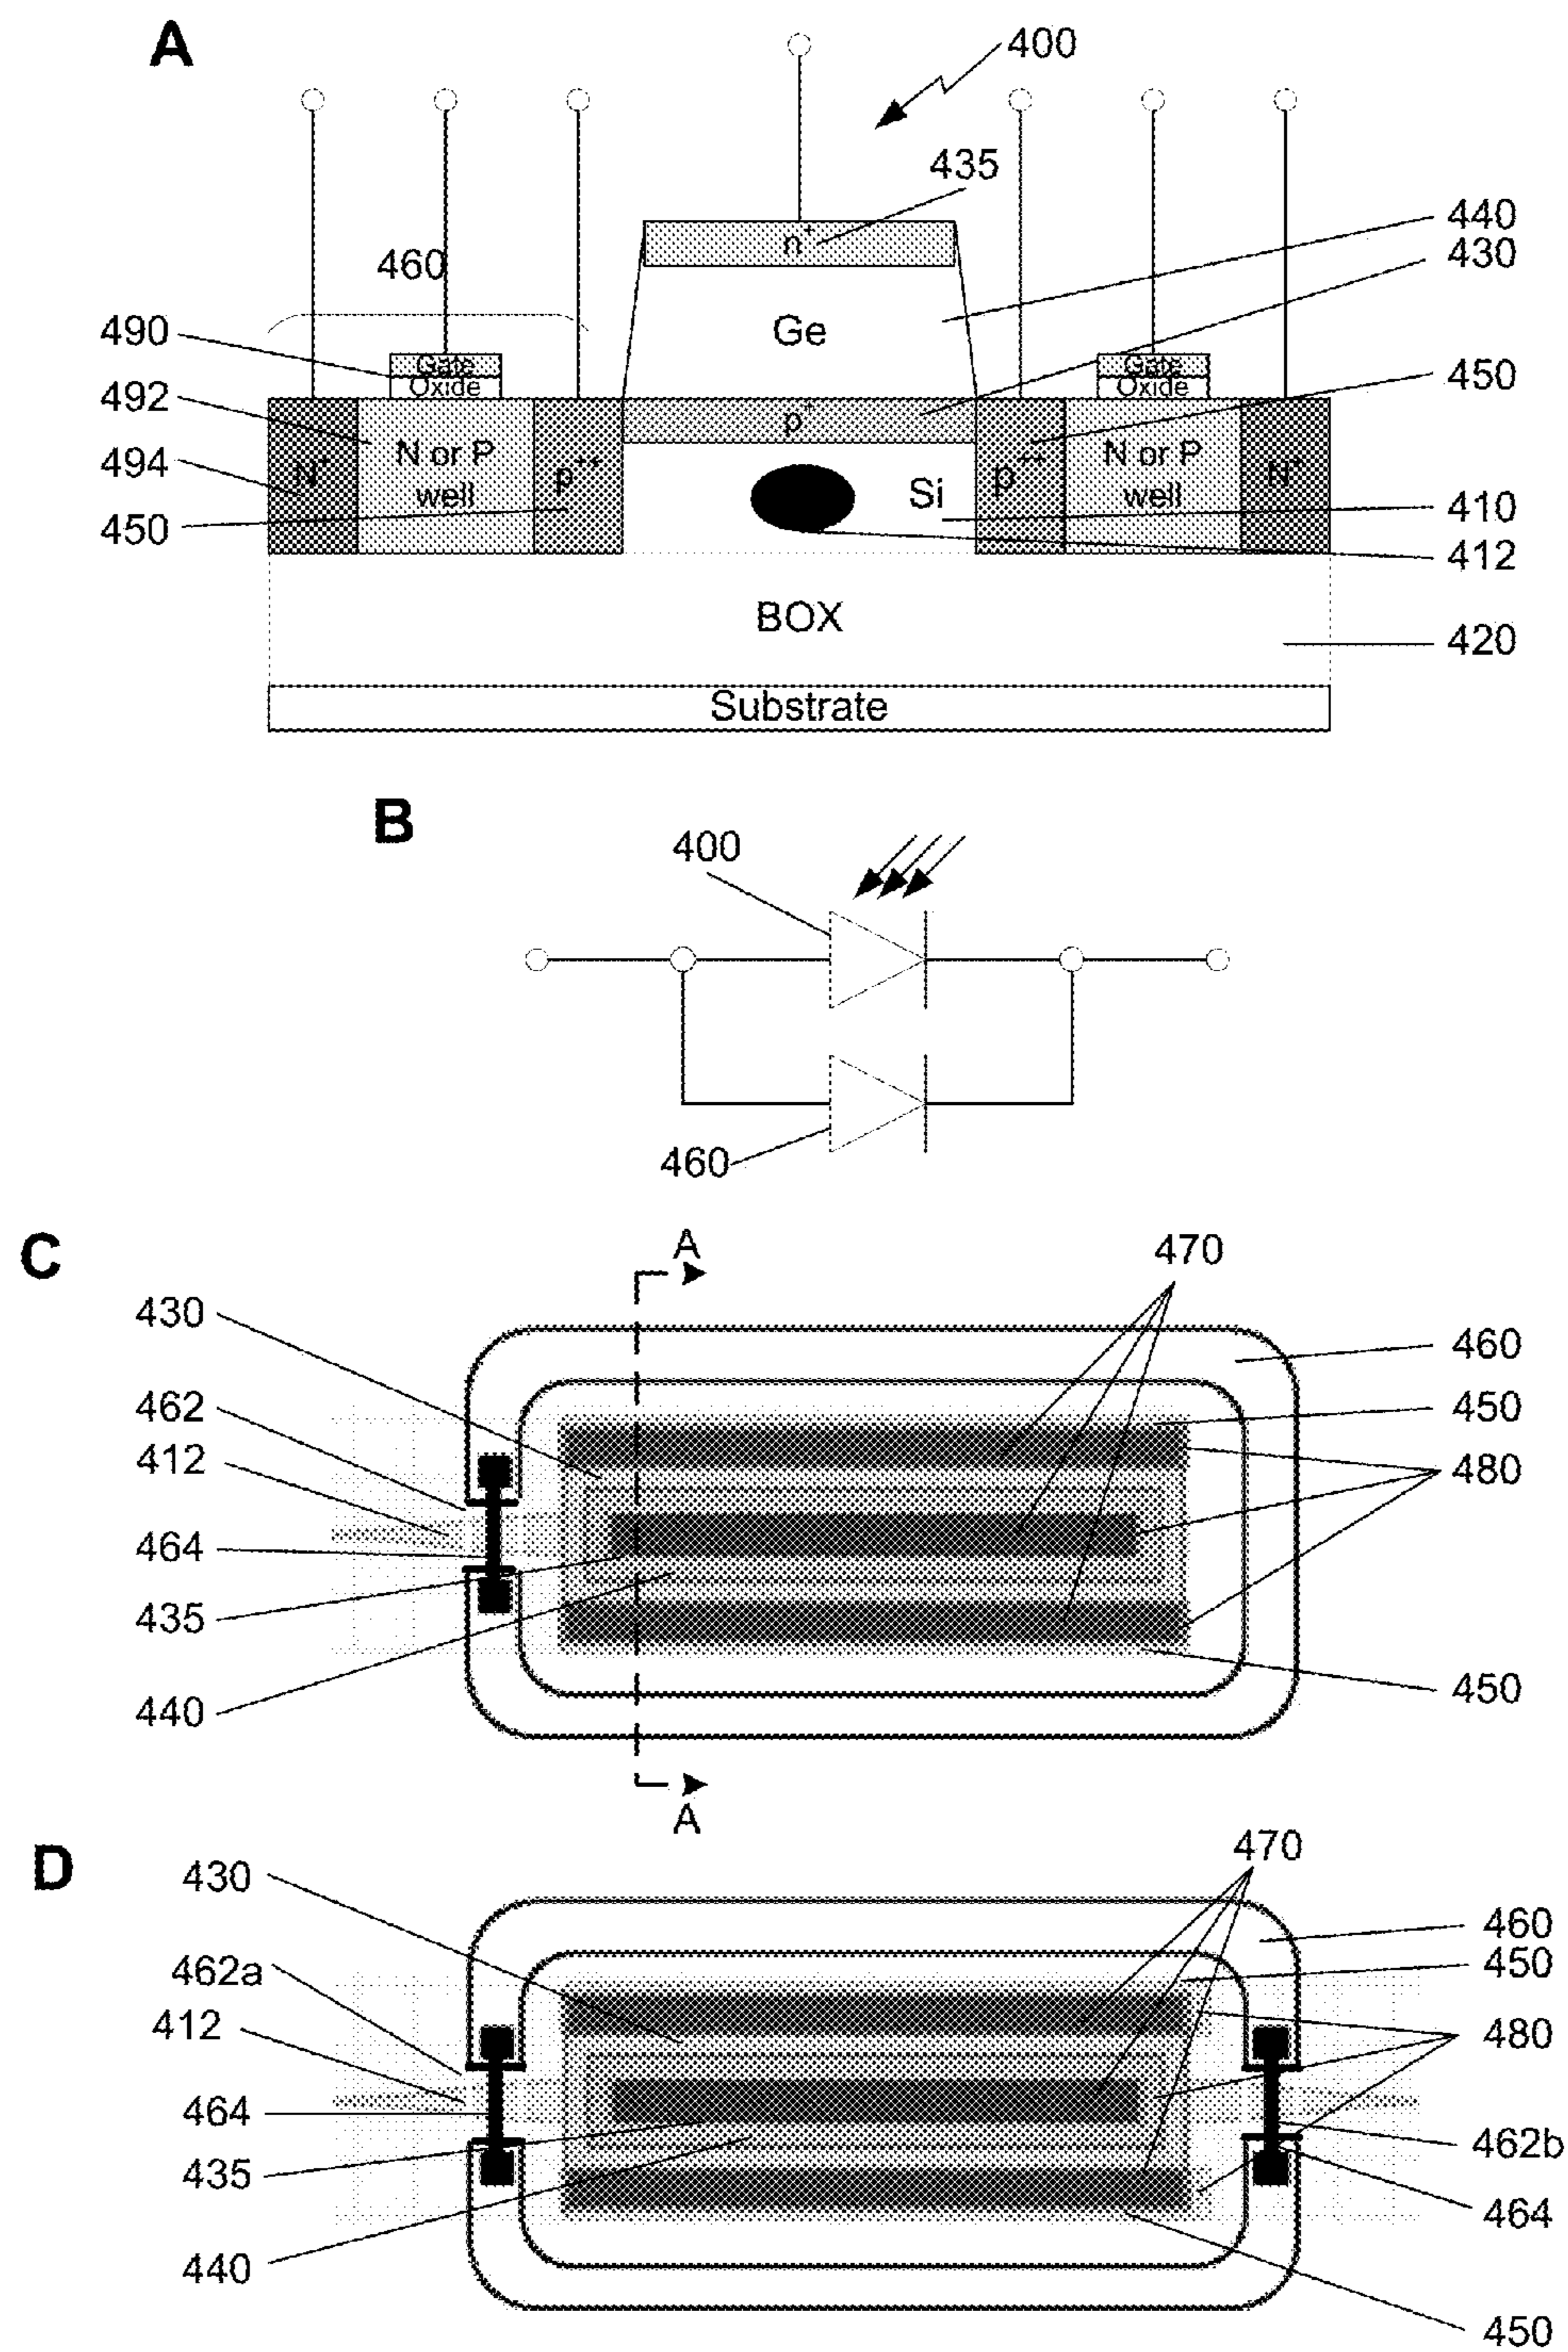 A
400
435
n+
440
430
460
Ge
490
Gate
Oxide
Gate
Oxide
450
492
p+
494
N+
N or P
well
p++
Si
p++
N or P
well
N+
450
410
412
BOX
420
Substrate
B
400
460
C
A
470
430
460
462
450
412
480
464
435
440
450
A
D
470
430
460
462a
450
412
480
464
462b
435
464
440
450